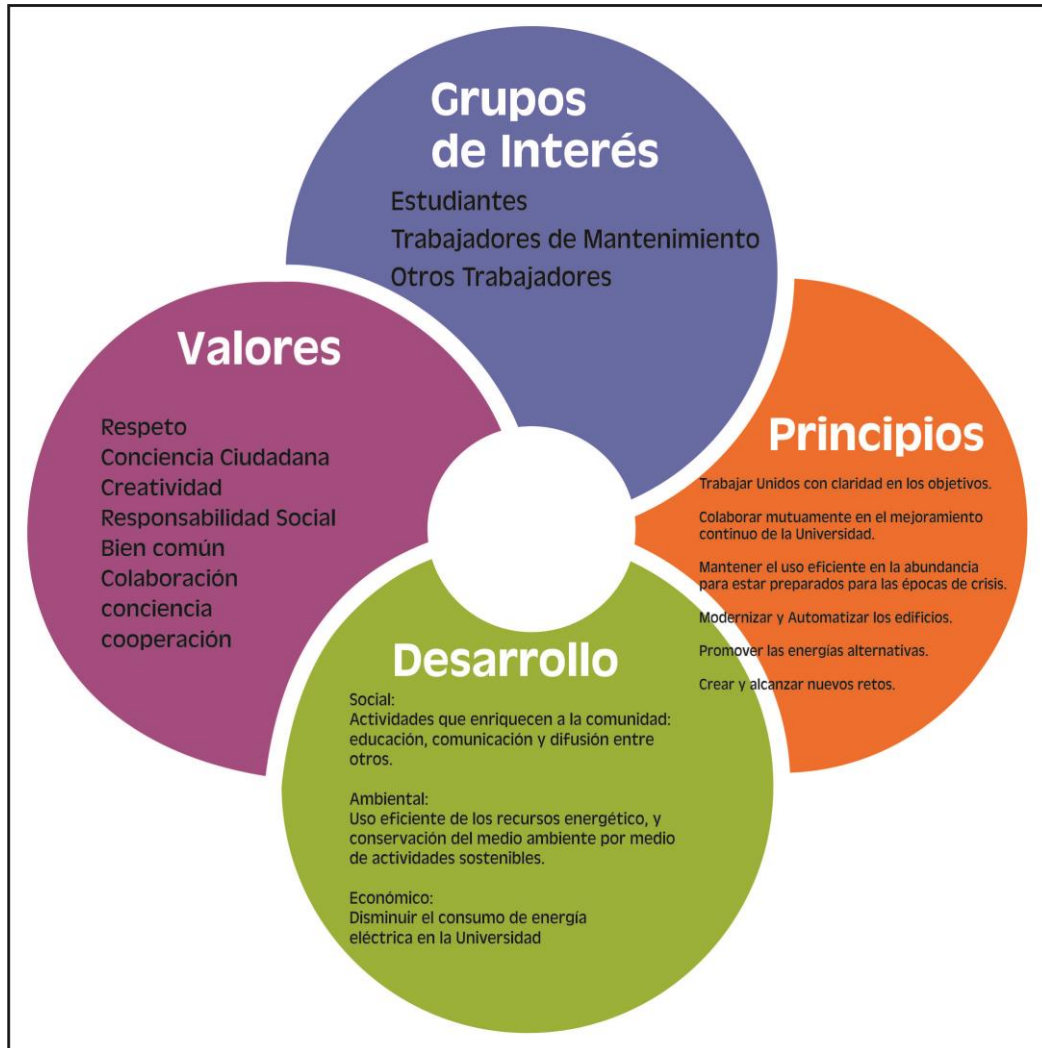 Grupos
de Interés
Estudiantes
Trabajadores de Mantenimiento
Otros Trabajadores
Valores
Respeto
Conciencia Ciudadana
Creatividad
Responsabilidad Social
Bien común
Colaboración
conciencia
cooperación
Principios
Trabajar Unidos con claridad en los objetivos.
Colaborar mutuamente en el mejoramiento
continuo de la Universidad.
Mantener el uso eficiente en la abundancia
para estar preparados para las épocas de crisis.
Modernizar y Automatizar los edificios.
Promover las energías alternativas.
Crear y alcanzar nuevos retos.
Desarrollo
Social:
Actividades que enriquecen a la comunidad:
educación, comunicación y difusión entre
otros.
Ambiental:
Uso eficiente de los recursos energético, y
conservación del medio ambiente por medio
de actividades sostenibles.
Económico:
Disminuir el consumo de energía
eléctrica en la Universidad